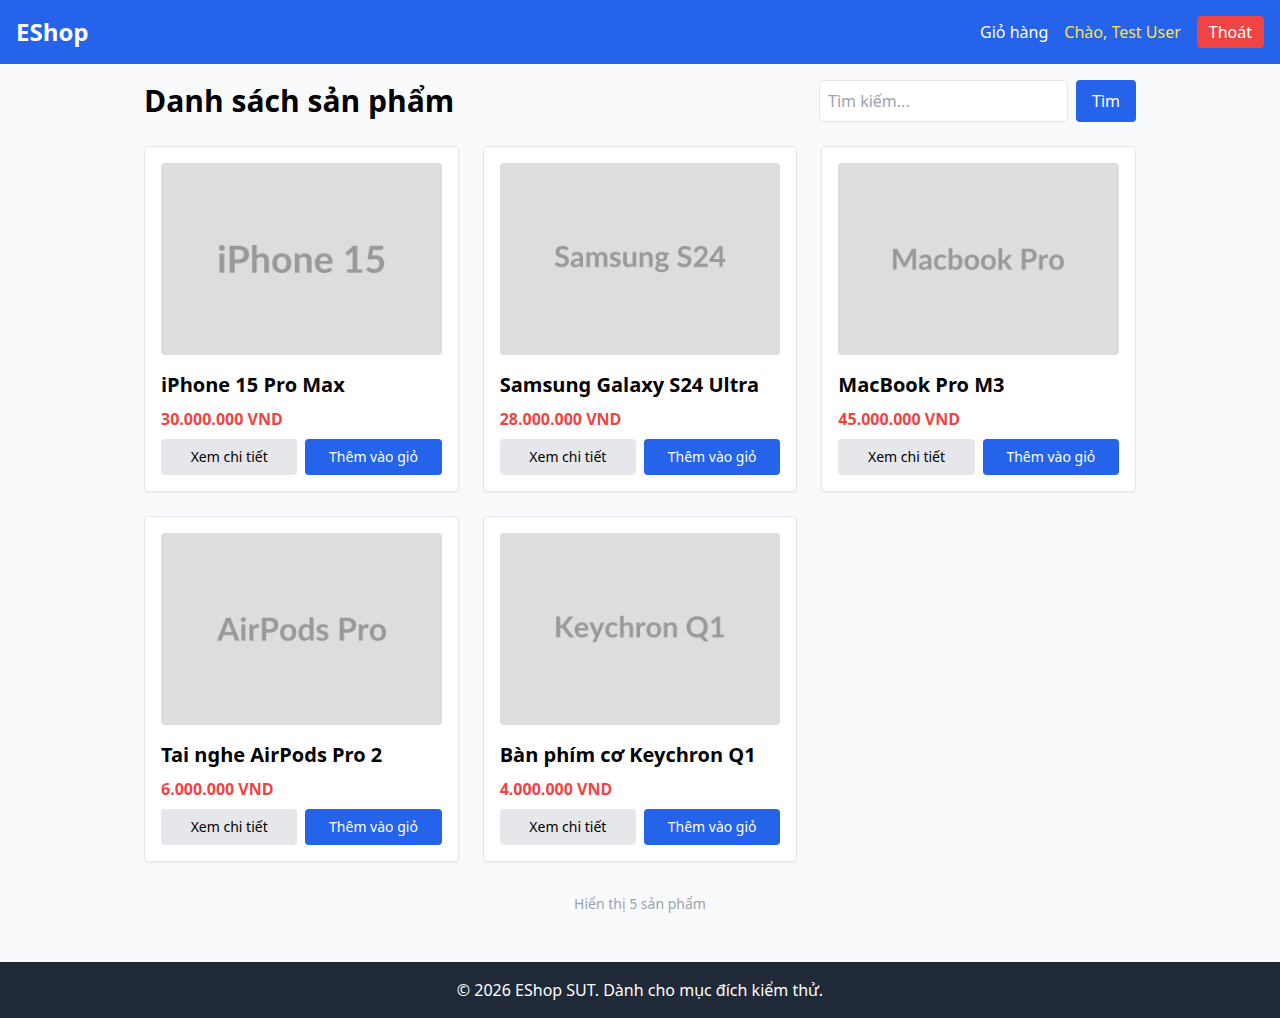 EShop
Giỏ hàng
Chào, Test User
Thoát
Danh sách sản phẩm
Tìm kiếm...
Tìm
iPhone 15
Samsung S24
Macbook Pro
iPhone 15 Pro Max
Samsung Galaxy S24 Ultra
MacBook Pro M3
30.000.000 VND
28.000.000 VND
45.000.000 VND
Xem chi tiết
Thêm vào giỏ
Xem chi tiết
Thêm vào giỏ
Xem chi tiết
Thêm vào giỏ
AirPods Pro
Keychron Q1
Tai nghe AirPods Pro 2
Bàn phím cơ Keychron Q1
6.000.000 VND
4.000.000 VND
Xem chi tiết
Thêm vào giỏ
Xem chi tiết
Thêm vào giỏ
Hiển thị 5 sản phẩm
© 2026 EShop SUT. Dành cho mục đích kiểm thử.